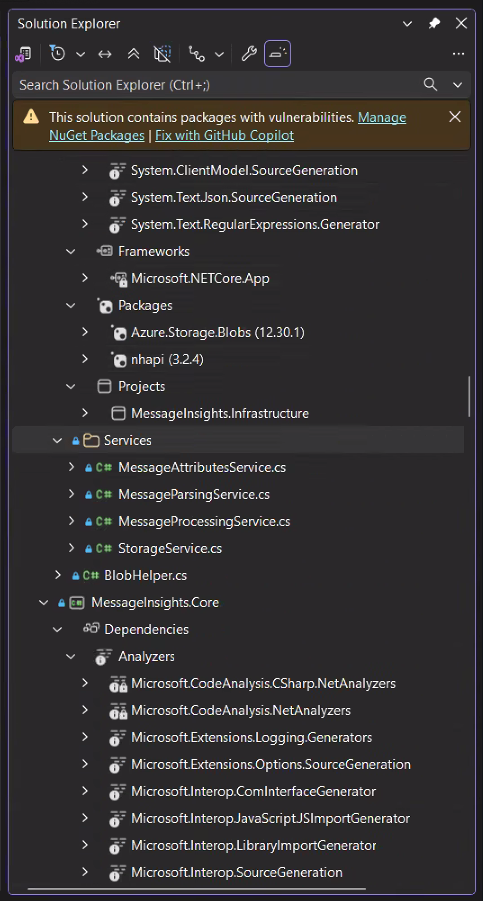 Solution Explorer
Search Solution Explorer (Ctrl+;)
This solution contains packages with vulnerabilities. Manage
NuGet Packages | Fix with GitHub Copilot
System.ClientModel.SourceGeneration
System.Text.Json.SourceGeneration
System.Text.RegularExpressions.Generator
Frameworks
Microsoft.NETCore.App
Packages
Azure.Storage.Blobs (12.30.1)
nhapi (3.2.4)
Projects
MessageInsights.Infrastructure
Services
C# MessageAttributesService.cs
C# MessageParsingService.cs
C# MessageProcessingService.cs
C# StorageService.cs
C# BlobHelper.cs
MessageInsights.Core
Dependencies
Analyzers
Microsoft.CodeAnalysis.CSharp.NetAnalyzers
Microsoft.CodeAnalysis.NetAnalyzers
Microsoft.Extensions.Logging.Generators
Microsoft.Extensions.Options.SourceGeneration
Microsoft.Interop.ComInterfaceGenerator
Microsoft.Interop.JavaScript.JSImportGenerator
Microsoft.Interop.LibraryImportGenerator
Microsoft.Interop.SourceGeneration